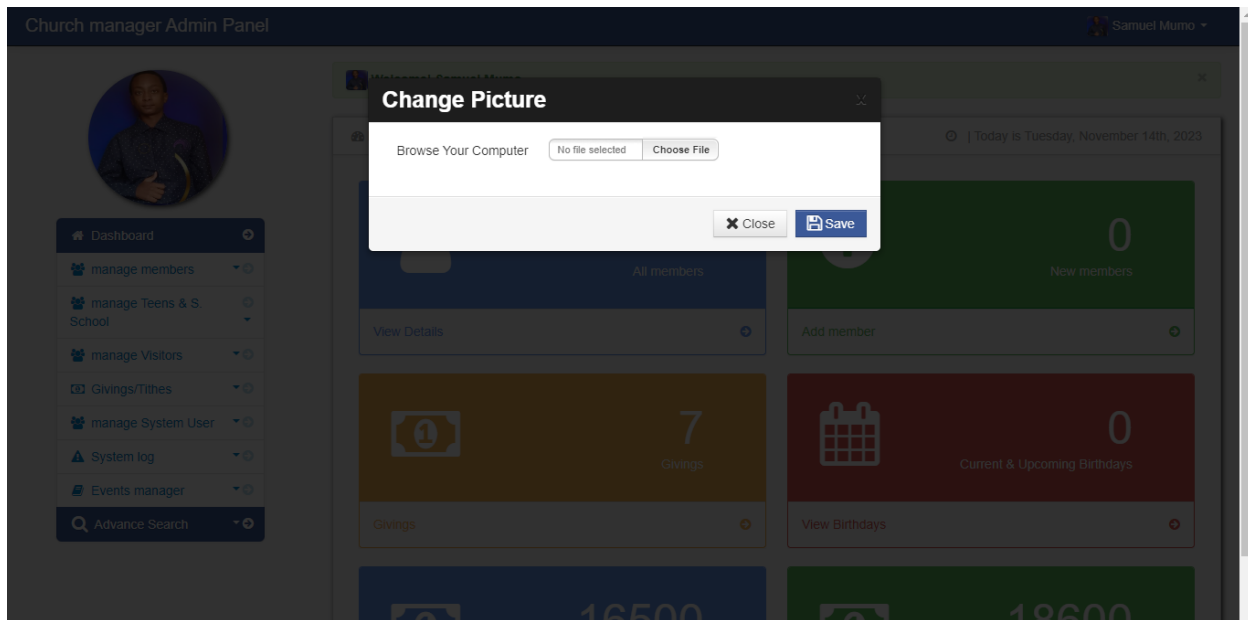 Church manager Admin Panel
Samuel Mumo
Change Picture
| Today is Tuesday, November 14th, 2023
Browse Your Computer
No file selected
Choose File
Close
Save
Dashboard
manage members
manage Teens & S.
School
manage Visitors
Givings/Tithes
manage System User
System log
Events manager
Advance Search
All members
View Details
0
New members
Add member
7
Givings
Givings
0
Current & Upcoming Birthdays
View Birthdays
16500
18600